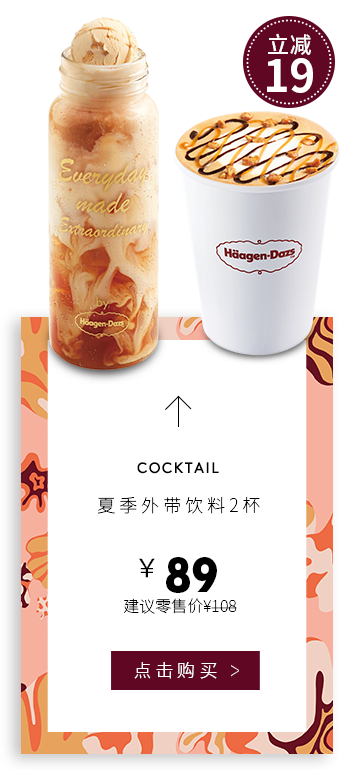 立减
19
Everyday
made
Extraordinary
by
Häagen-Dazs
Häagen-Dazs
COCKTAIL
夏季外带饮料2杯
￥89
建议零售价¥108
点击购买 >